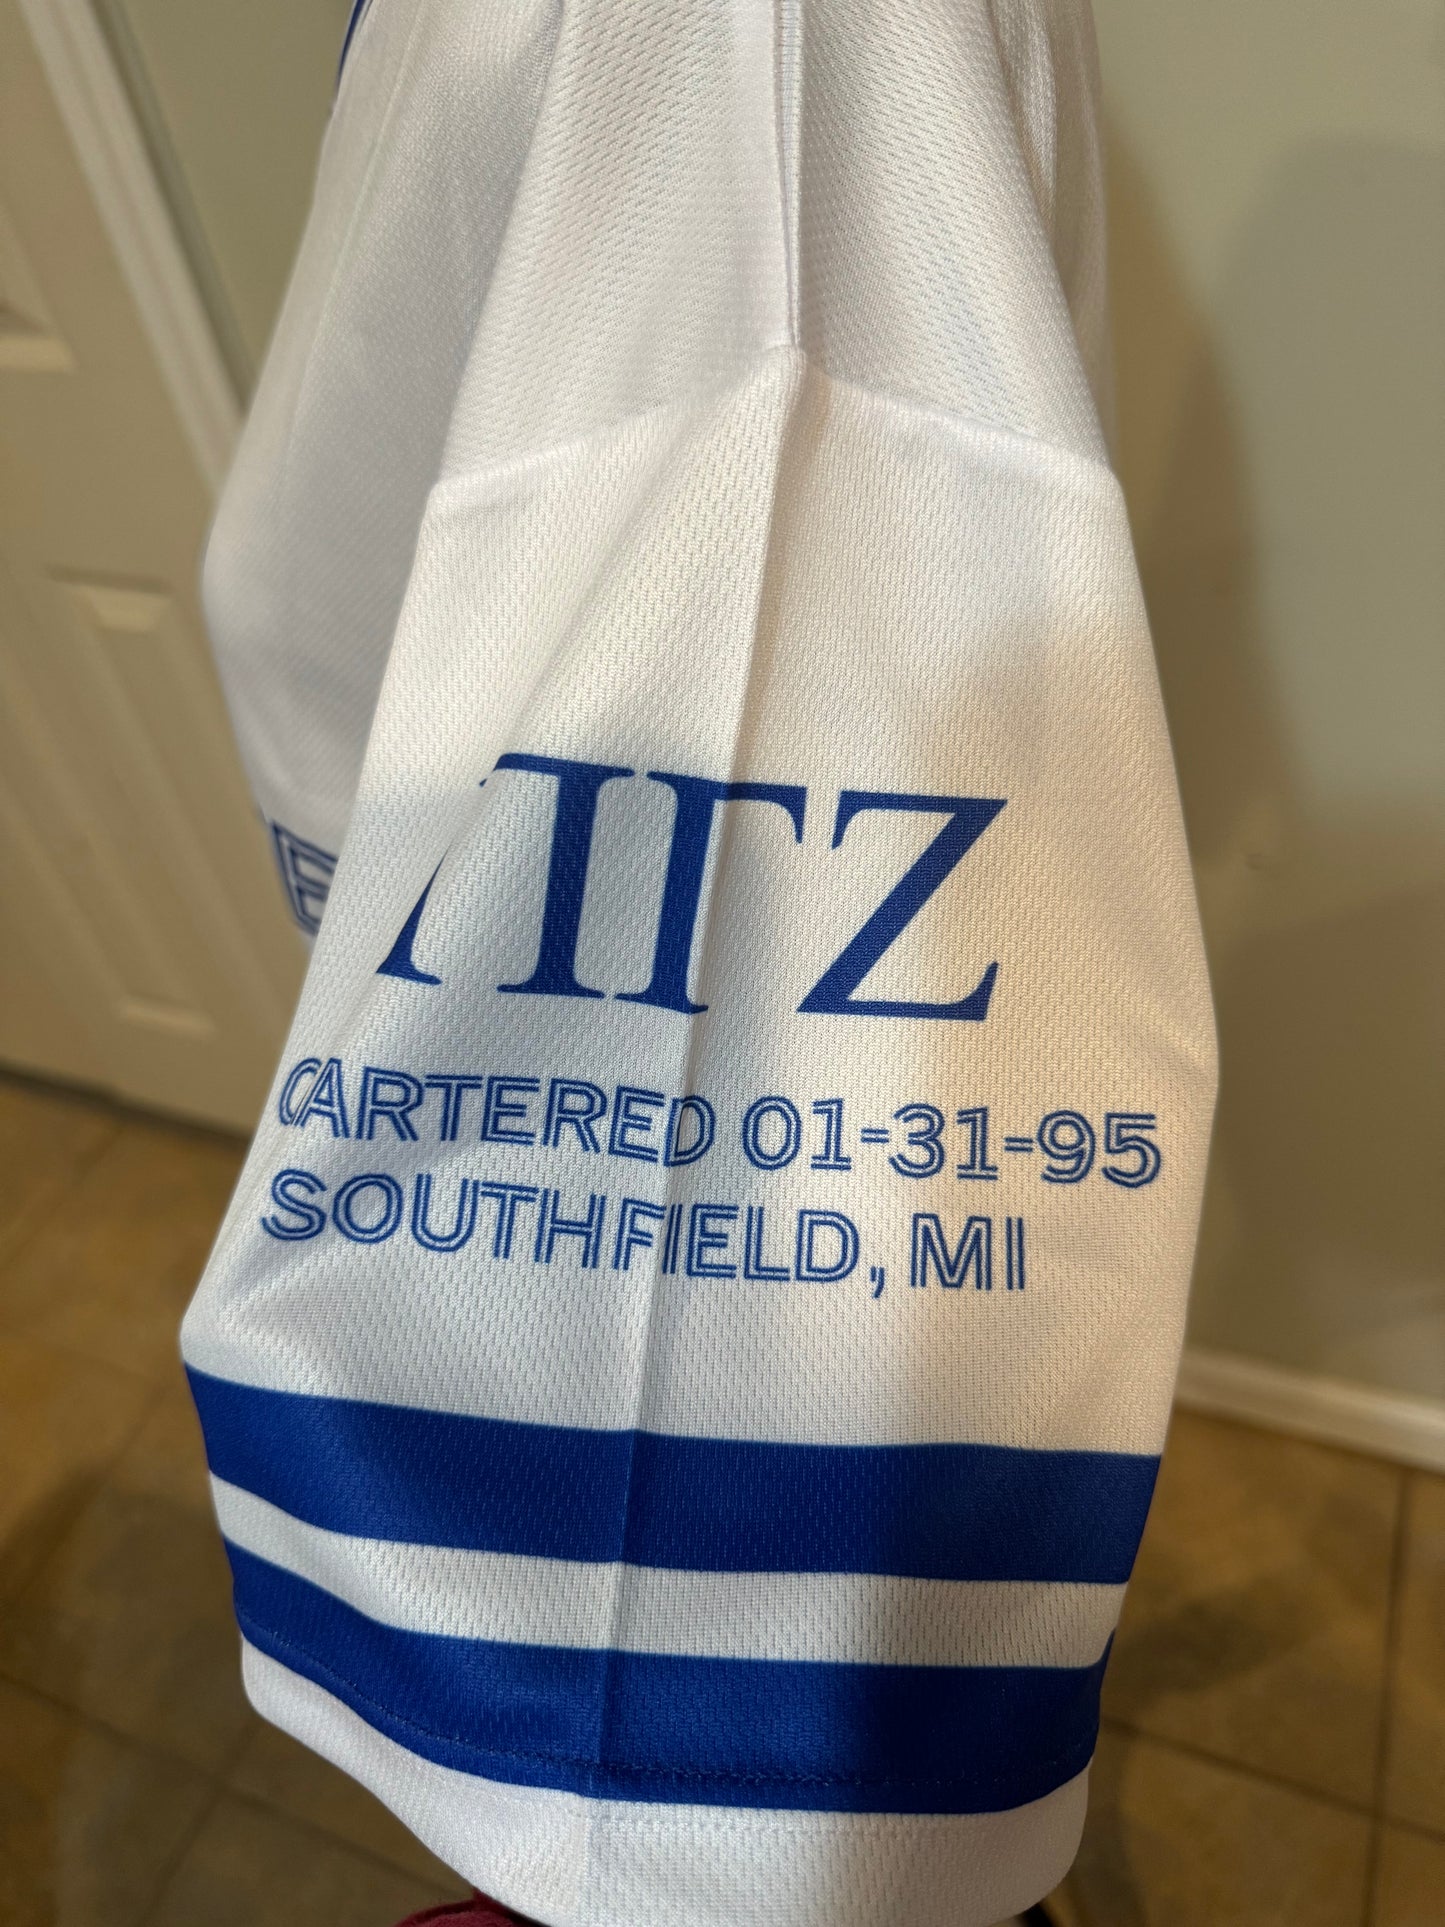 ΠΓΖ
CARTERED 01-31-95
SOUTHFIELD, MI